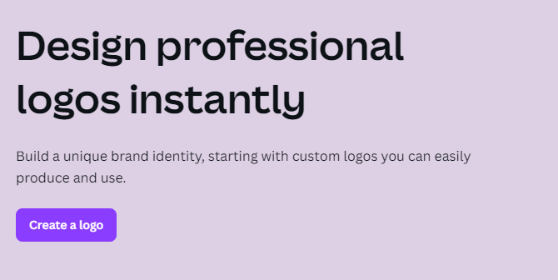 Design professional
logos instantly
Build a unique brand identity, starting with custom logos you can easily
produce and use.
Create a logo